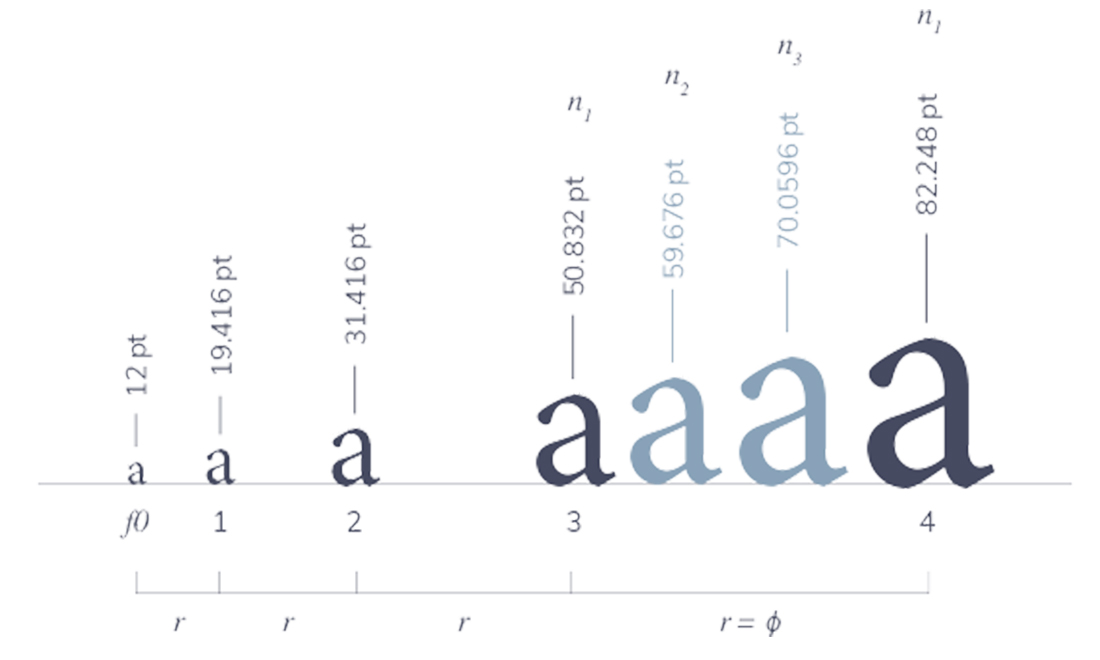 n₁
n₃
n₂
n₁
12 pt
19.416 pt
31.416 pt
50.832 pt
59.676 pt
70.0596 pt
82.248 pt
a a a a a a a
f0 1 2 3 4
r r r r = ϕ